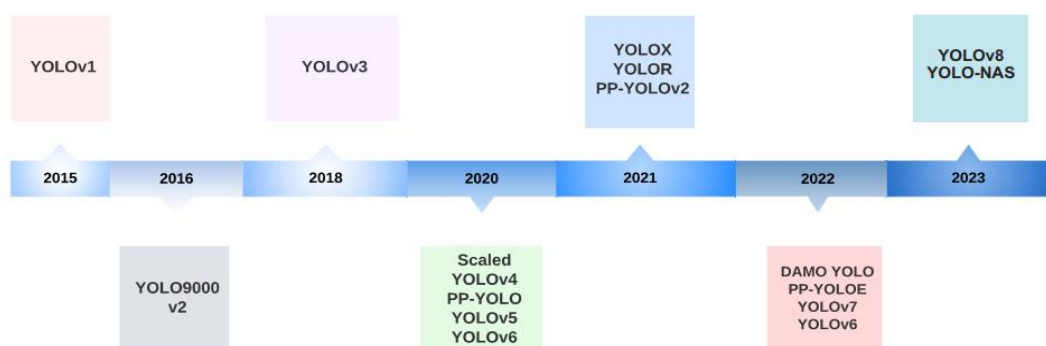 YOLOv1
YOLOv3
YOLOX
YOLOR
PP-YOLOv2
YOLOv8
YOLO-NAS
2015
2016
2018
2020
2021
2022
2023
YOLO9000
v2
Scaled
YOLOv4
PP-YOLO
YOLOv5
YOLOv6
DAMO YOLO
PP-YOLOE
YOLOv7
YOLOv6